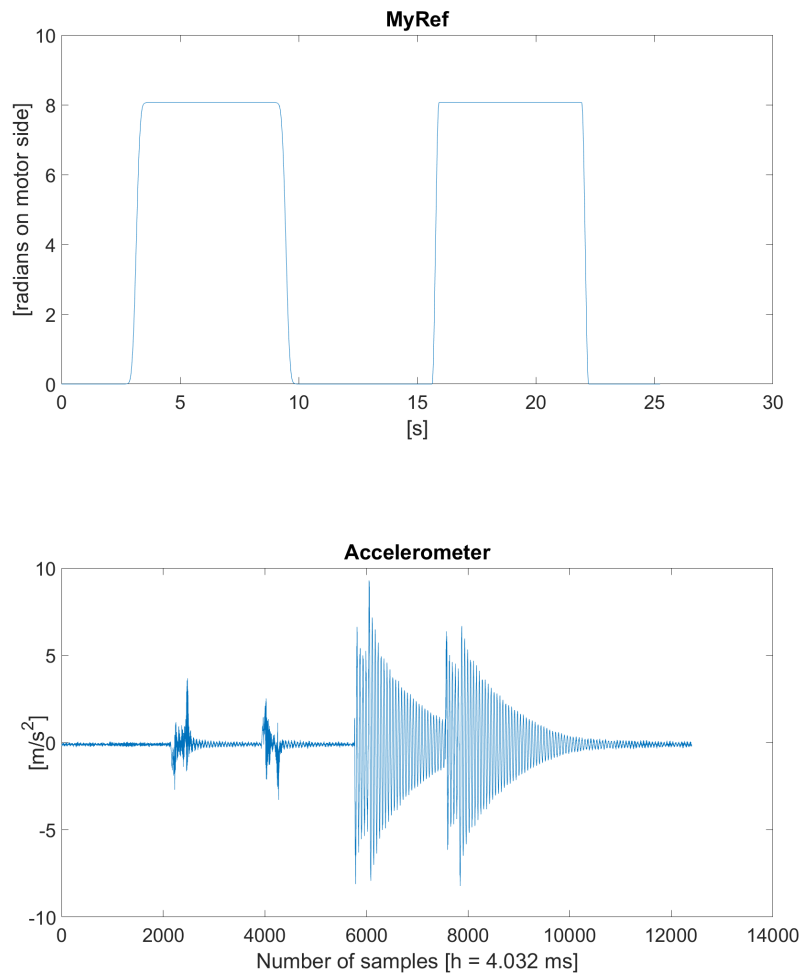 MyRef
[radians on motor side]
10
8
6
4
2
0
0 5 10 15 20 25 30
[s]
Accelerometer
[m/s²]
10
5
0
-5
-10
0 2000 4000 6000 8000 10000 12000 14000
Number of samples [h = 4.032 ms]